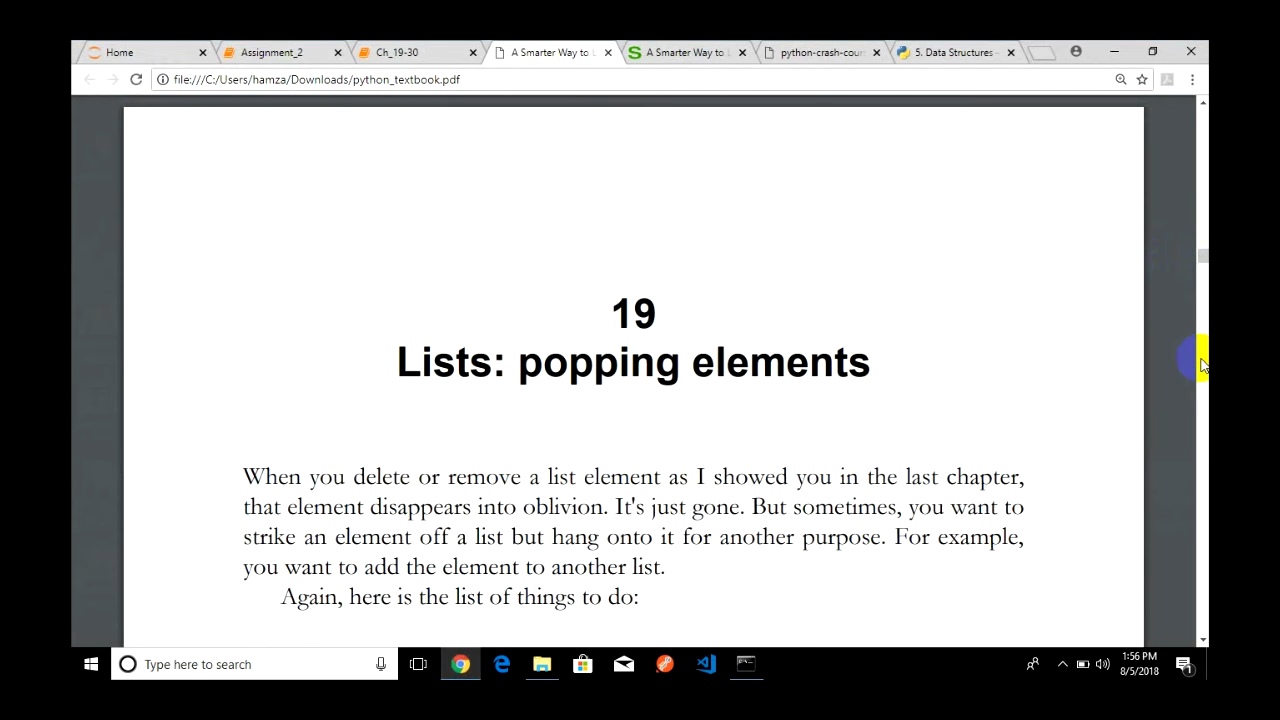 Home
Assignment_2
Ch_19-30
A Smarter Way to L
A Smarter Way to L
python-crash-cour
5. Data Structures
file:///C:/Users/hamza/Downloads/python_textbook.pdf
19
Lists: popping elements
When you delete or remove a list element as I showed you in the last chapter,
that element disappears into oblivion. It's just gone. But sometimes, you want to
strike an element off a list but hang onto it for another purpose. For example,
you want to add the element to another list.
Again, here is the list of things to do:
Type here to search
1:56 PM
8/5/2018